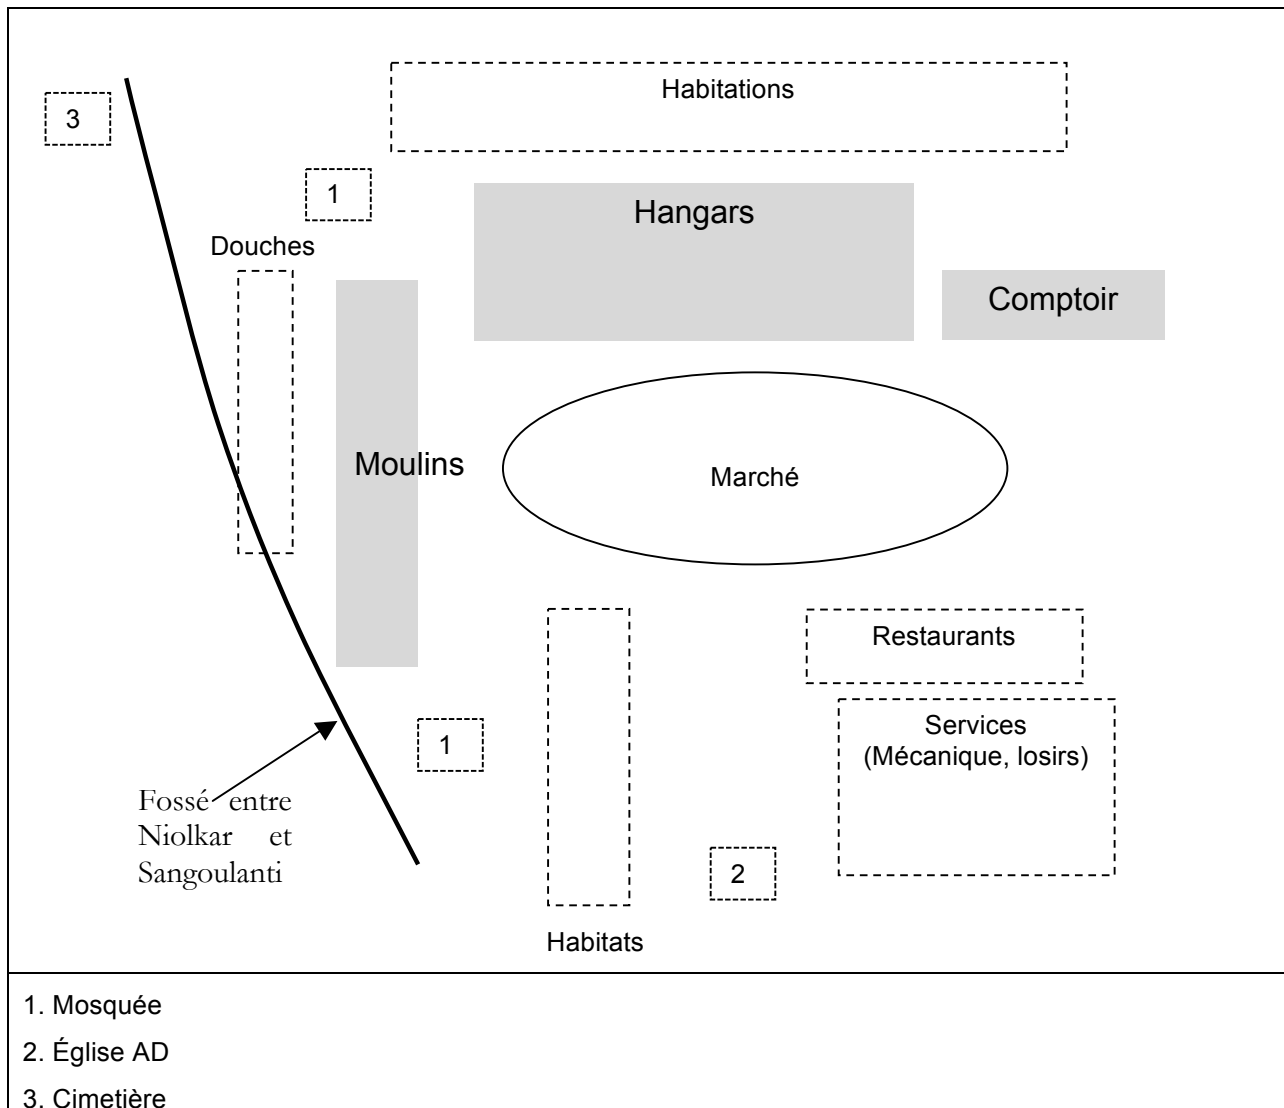 Habitations
3
1
Hangars
Douches
Comptoir
Moulins
Marché
Restaurants
Services
(Mécanique, losirs)
1
Fossé entre
Niolkar et
Sangoulanti
2
Habitats
1. Mosquée
2. Église AD
3. Cimetière